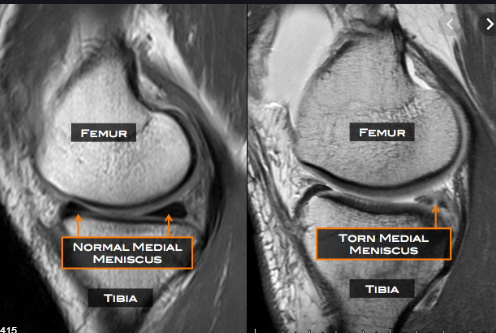 FEMUR
NORMAL MEDIAL
MENISCUS
TIBIA
415
FEMUR
TORN MEDIAL
MENISCUS
TIBIA